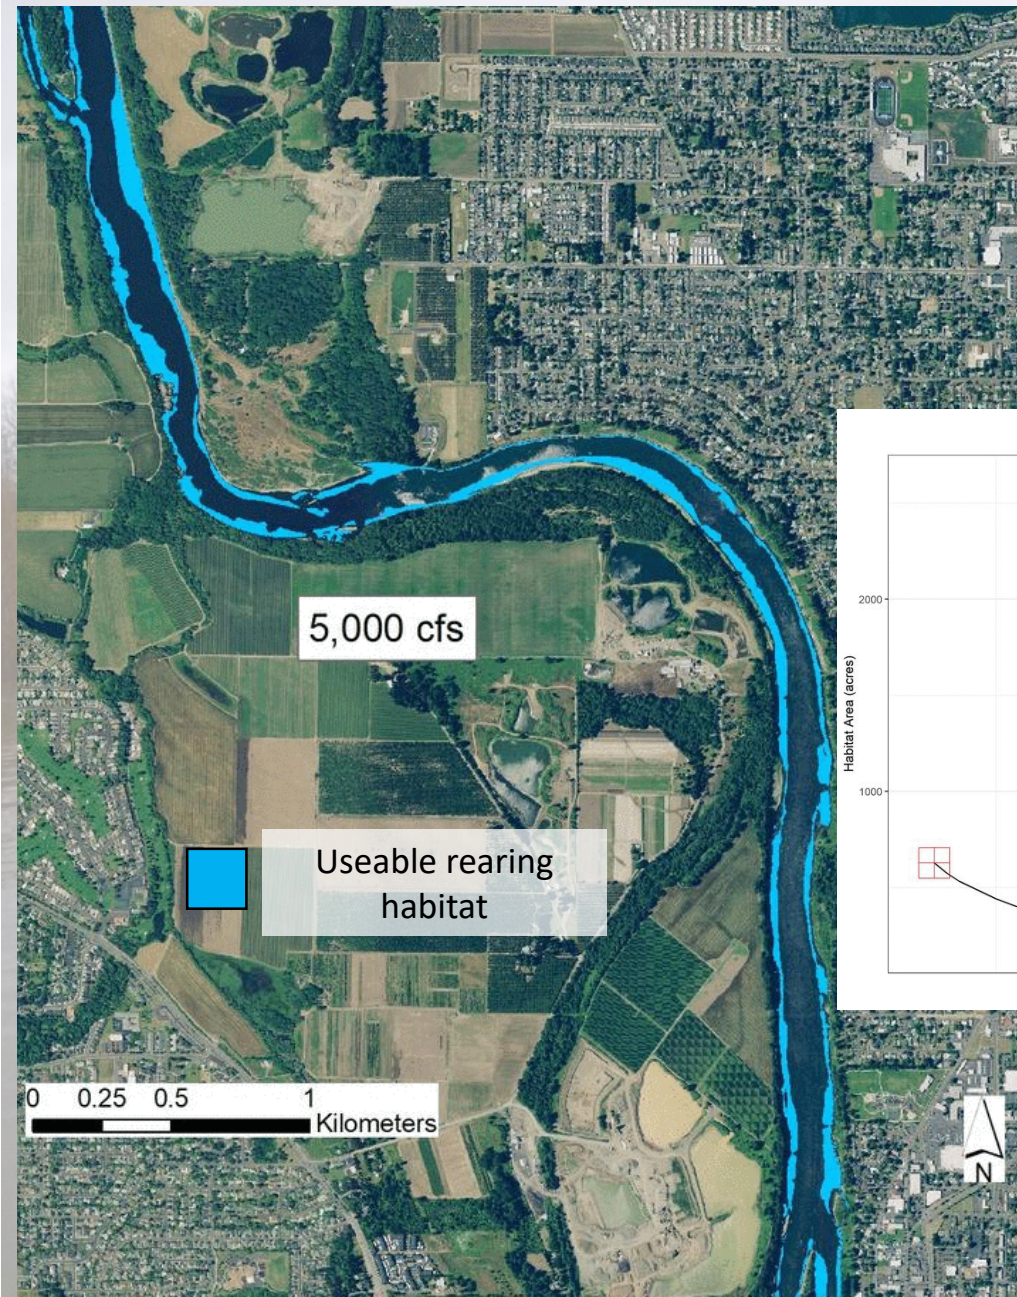 5,000 cfs
2000
Habitat Area (acres)
1000
Useable rearing
habitat
0 0.25 0.5 1
Kilometers
N